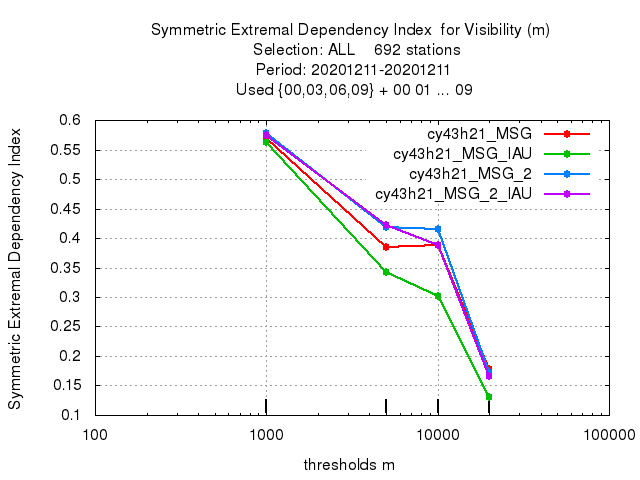 Symmetric Extremal Dependency Index  for Visibility (m)
Selection: ALL    692 stations
Period: 20201211-20201211
Used {00,03,06,09} + 00 01 ... 09
Symmetric Extremal Dependency Index
0.6
0.55
0.5
0.45
0.4
0.35
0.3
0.25
0.2
0.15
0.1
cy43h21_MSG
cy43h21_MSG_IAU
cy43h21_MSG_2
cy43h21_MSG_2_IAU
100 1000 10000 100000
thresholds m